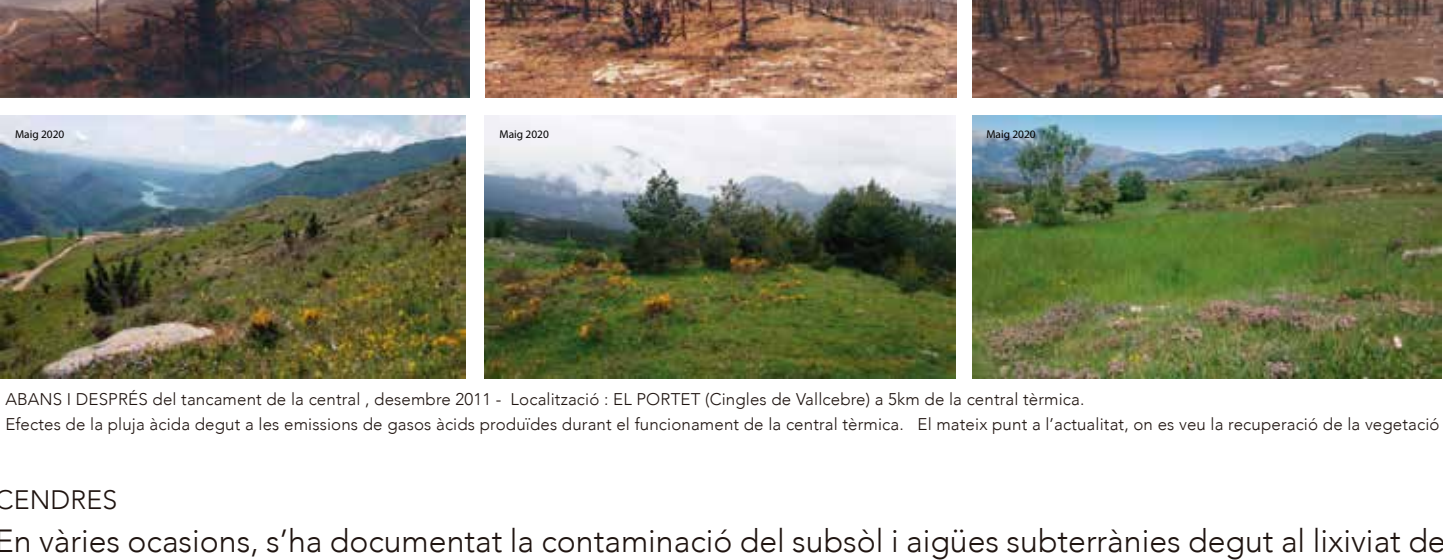 Maig 2020
Maig 2020
Maig 2020
ABANS I DESPRÉS del tancament de la central , desembre 2011 - Localització : EL PORTET (Cingles de Vallcebre) a 5km de la central tèrmica.
Efectes de la pluja àcida degut a les emissions de gasos àcids produïdes durant el funcionament de la central tèrmica. El mateix punt a l'actualitat, on es veu la recuperació de la vegetació
CENDRES
En vàries ocasions, s'ha documentat la contaminació del subsòl i aigües subterrànies degut al lixiviat de